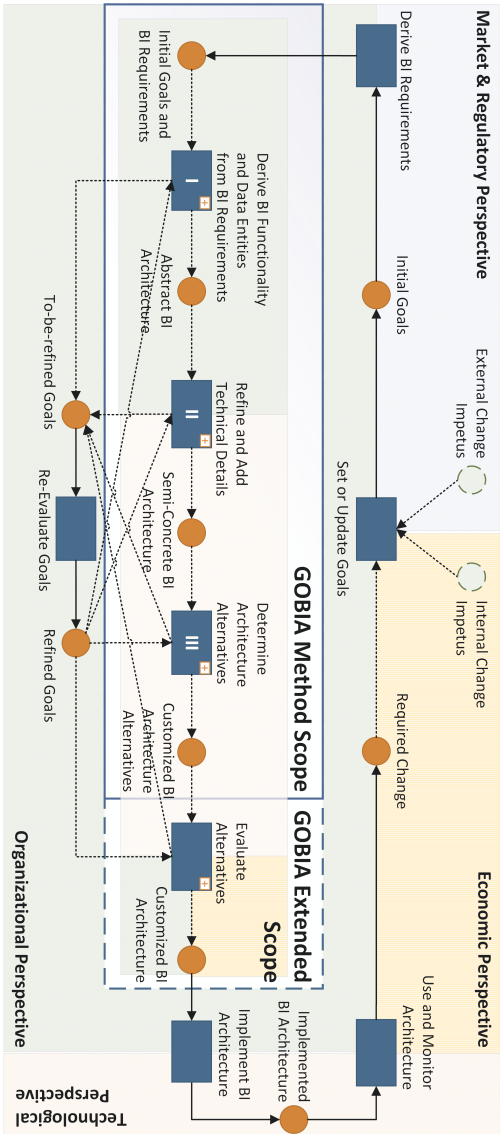 Market & Regulatory Perspective
Economic Perspective
External Change
Impetus
Internal Change
Impetus
Derive BI Requirements
Initial Goals
Set or Update Goals
Required Change
Use and Monitor
Architecture
GOBIA Method Scope
GOBIA Extended
Scope
Initial Goals and
BI Requirements
Derive BI Functionality
and Data Entities
from BI Requirements
I
Abstract BI
Architecture
Refine and Add
Technical Details
II
Semi-Concrete BI
Architecture
Determine
Architecture
Alternatives
III
Customized BI
Architecture
Alternatives
Evaluate
Alternatives
Customized BI
Architecture
Implement BI
Architecture
Implemented
BI Architecture
To-be-refined Goals
Re-Evaluate Goals
Refined Goals
Organizational Perspective
Technological
Perspective